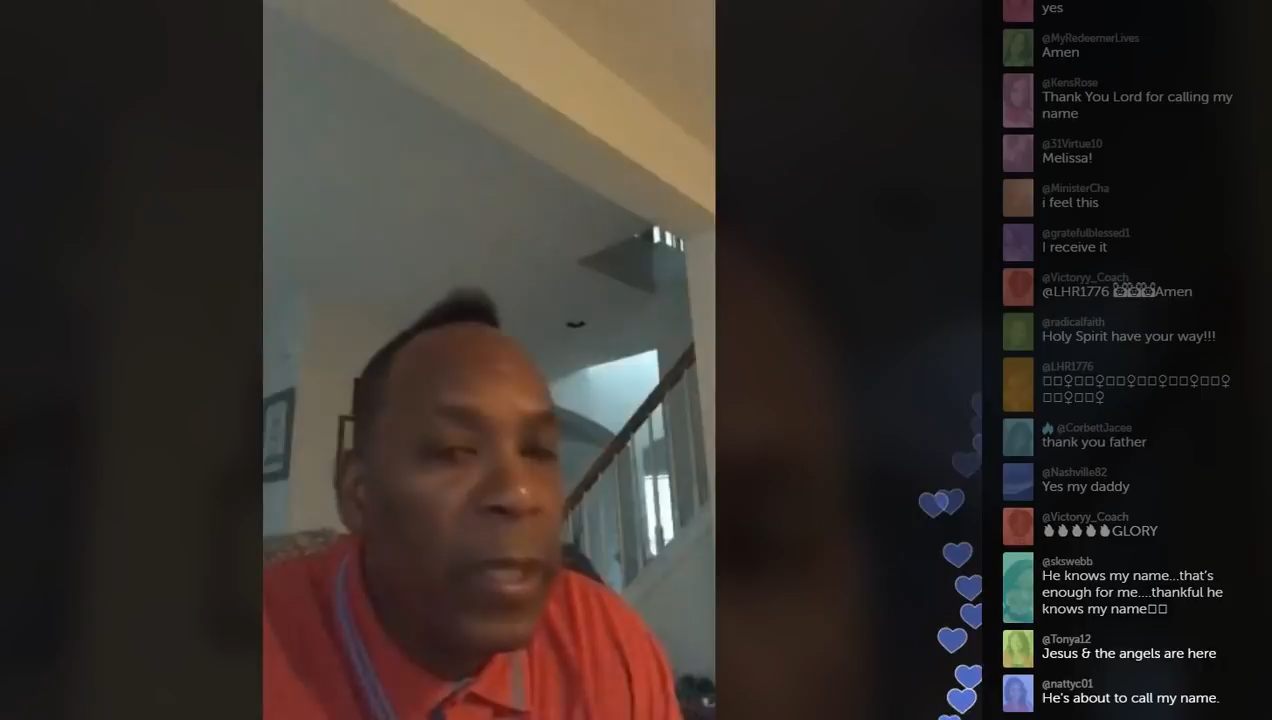 yes
@MyRedeemerLives
Amen
@KensRose
Thank You Lord for calling my
name
@31Virtue10
Melissa!
@MinisterCha
i feel this
@gratefulblessed1
I receive it
@Victoryy_Coach
@LHR1776 Amen
@radicalfaith
Holy Spirit have your way!!!
@LHR1776
□□♀□□♀□□♀□□♀□□♀□□♀
□□♀□□♀
🔥 @CorbettJacee
thank you father
@Nashville82
Yes my daddy
@Victoryy_Coach
🔥🔥🔥🔥🔥GLORY
@skswebb
He knows my name...that's
enough for me....thankful he
knows my name□□
@Tonya12
Jesus & the angels are here
@nattyc01
He's about to call my name.